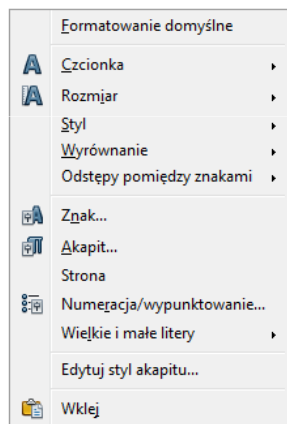 Formatowanie domyślne
Czcionka
Rozmiar
Styl
Wyrównanie
Odstępy pomiędzy znakami
Znak...
Akapit...
Strona
Numeracja/wypunktowanie...
Wielkie i małe litery
Edytuj styl akapitu...
Wklej